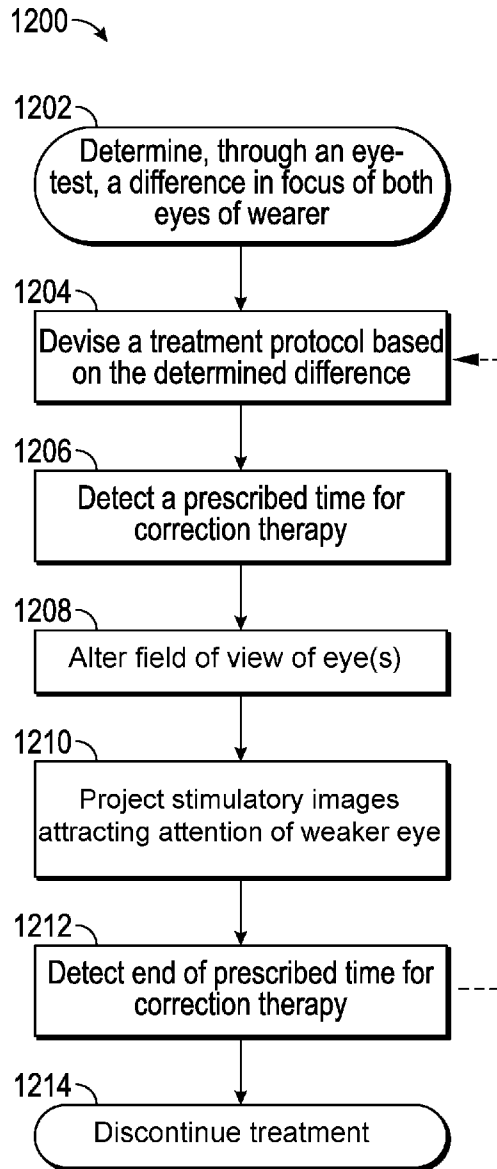 1200
1202
Determine, through an eye-
test, a difference in focus of both
eyes of wearer
1204
Devise a treatment protocol based
on the determined difference
1206
Detect a prescribed time for
correction therapy
1208
Alter field of view of eye(s)
1210
Project stimulatory images
attracting attention of weaker eye
1212
Detect end of prescribed time for
correction therapy
1214
Discontinue treatment